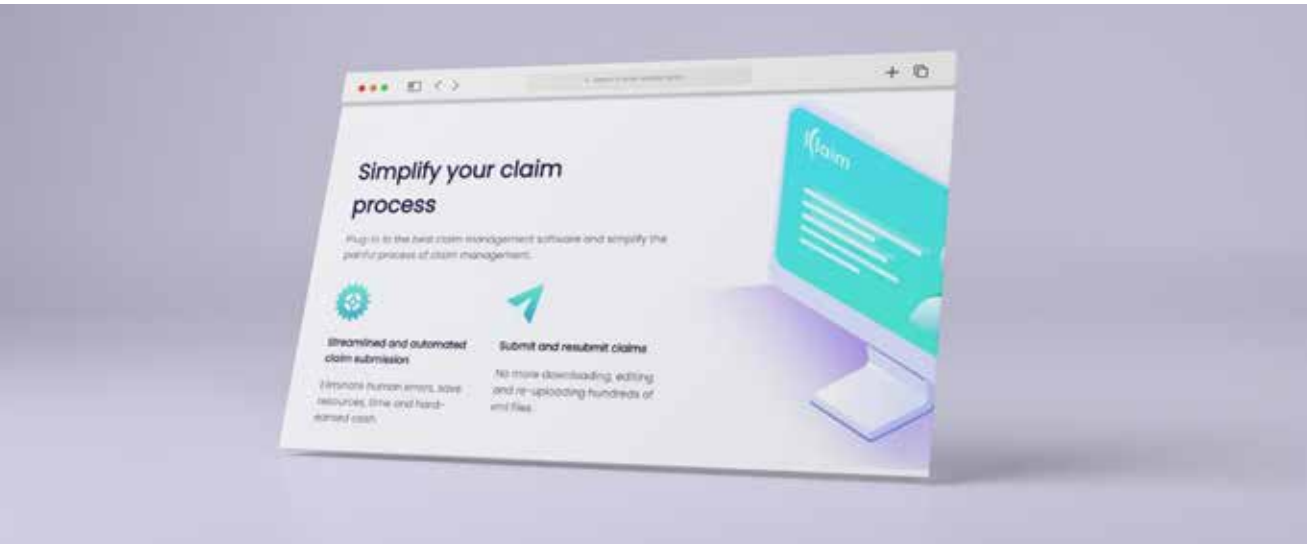 Simplify your claim
process
Plug-in to the best claim management software and simplify the
painful process of claim management.
Streamlined and automated
claim submission
Eliminate human errors, save
resources, time and hard-
earned cash.
Submit and resubmit claims
No more downloading, editing
and re-uploading hundreds of
xml files.
iClaim